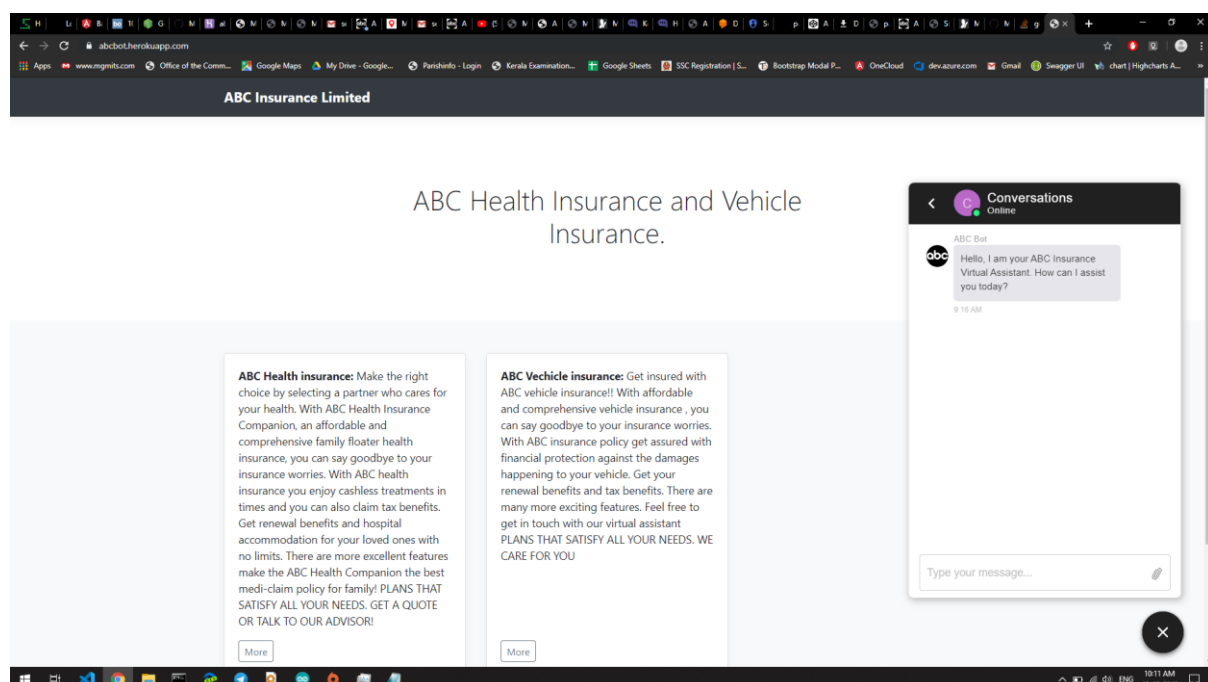 abcbot.herokuapp.com
Apps www.mgmits.com Office of the Comm... Google Maps My Drive - Google... Parishinfo - Login Kerala Examination... Google Sheets SSC Registration | S... Bootstrap Modal P... OneCloud dev.azure.com Gmail Swagger UI chart | Highcharts A... »
ABC Insurance Limited
ABC Health Insurance and Vehicle
Insurance.
ABC Health insurance: Make the right
choice by selecting a partner who cares for
your health. With ABC Health Insurance
Companion, an affordable and
comprehensive family floater health
insurance, you can say goodbye to your
insurance worries. With ABC health
insurance you enjoy cashless treatments in
times and you can also claim tax benefits.
Get renewal benefits and hospital
accommodation for your loved ones with
no limits. There are more excellent features
make the ABC Health Companion the best
medi-claim policy for family! PLANS THAT
SATISFY ALL YOUR NEEDS. GET A QUOTE
OR TALK TO OUR ADVISOR!
More
ABC Vechicle insurance: Get insured with
ABC vehicle insurance!! With affordable
and comprehensive vehicle insurance , you
can say goodbye to your insurance worries.
With ABC insurance policy get assured with
financial protection against the damages
happening to your vehicle. Get your
renewal benefits and tax benefits. There are
many more exciting features. Feel free to
get in touch with our virtual assistant
PLANS THAT SATISFY ALL YOUR NEEDS. WE
CARE FOR YOU
More
C
Conversations
Online
ABC Bot
abc
Hello, I am your ABC Insurance
Virtual Assistant. How can I assist
you today?
9:16 AM
Type your message...
ENG
10:11 AM